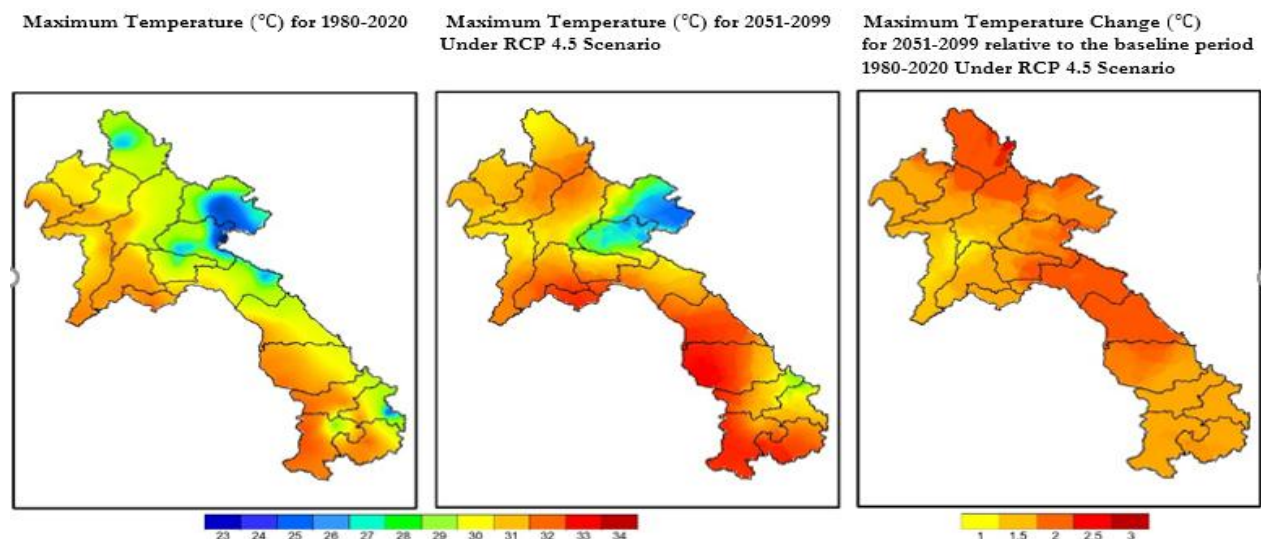 Maximum Temperature (℃) for 1980-2020
Maximum Temperature (℃) for 2051-2099
Under RCP 4.5 Scenario
Maximum Temperature Change (℃)
for 2051-2099 relative to the baseline period
1980-2020 Under RCP 4.5 Scenario
23 24 25 26 27 28 29 30 31 32 33 34
1 1.5 2 2.5 3